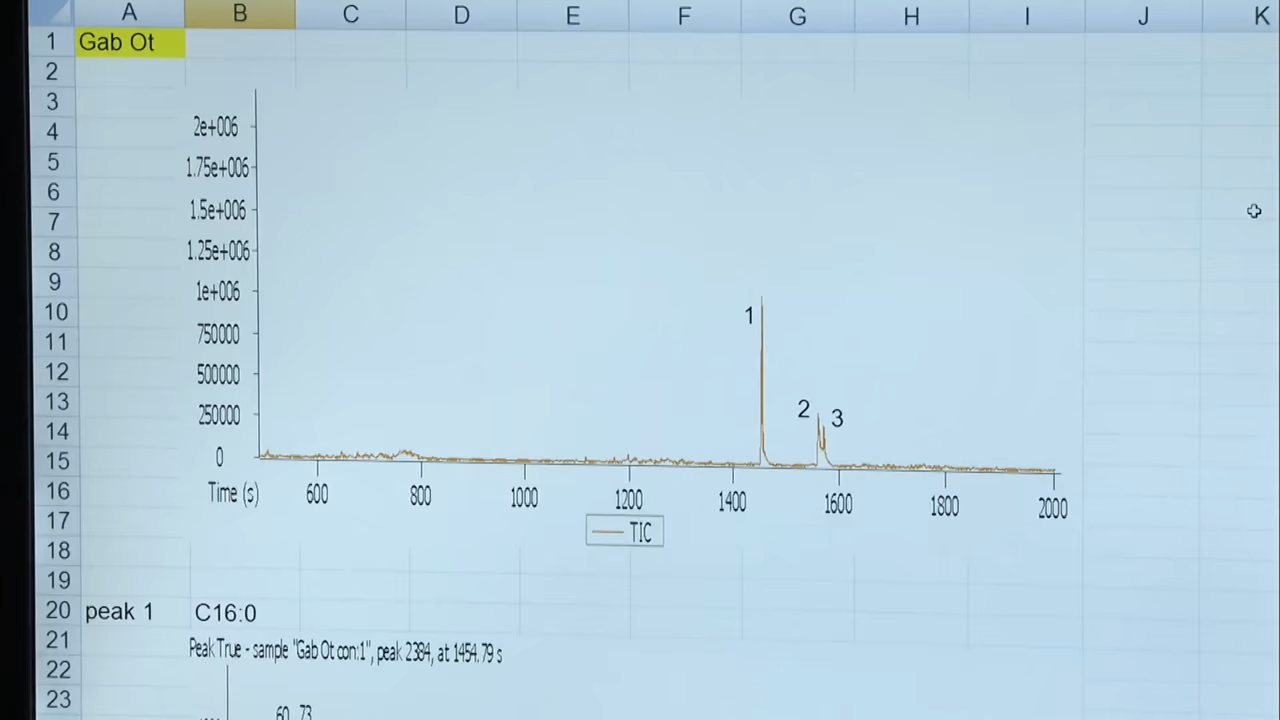 A B C D E F G H I J K
1 Gab Ot
2
3
4 2e+006
5 1.75e+006
6
7 1.5e+006
8 1.25e+006
9 1e+006
10 1
11 750000
12 500000
13 250000 2 3
14
15 0
16 Time (s) 600 800 1000 1200 1400 1600 1800 2000
17 TIC
18
19
20 peak 1 C16:0
21 Peak True - sample "Gab Ot con:1", peak 2384, at 1454.79 s
22
23 60 73